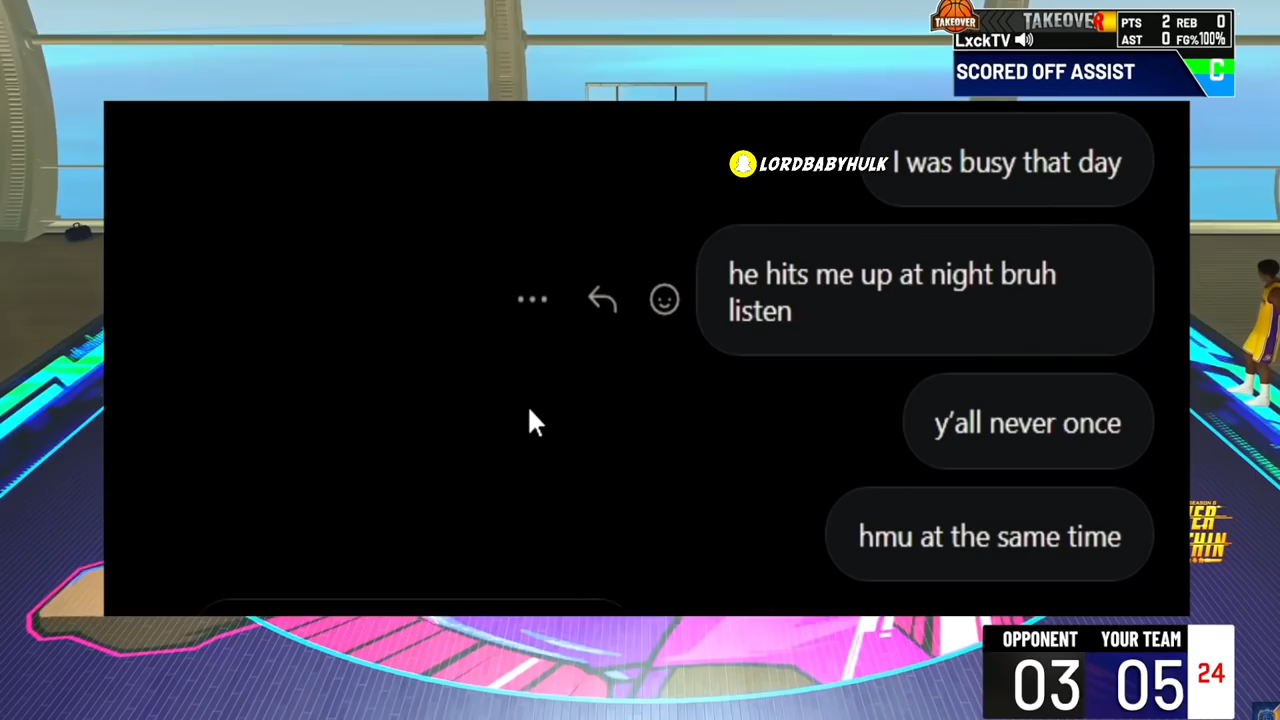 TAKEOVER
TAKEOVER
PTS 2 REB 0
LxckTV
AST 0 FG% 100%
SCORED OFF ASSIST
C
LORDBABYHULK
I was busy that day
he hits me up at night bruh
listen
y'all never once
hmu at the same time
SEASON 6
OPPONENT YOUR TEAM
03 05 24